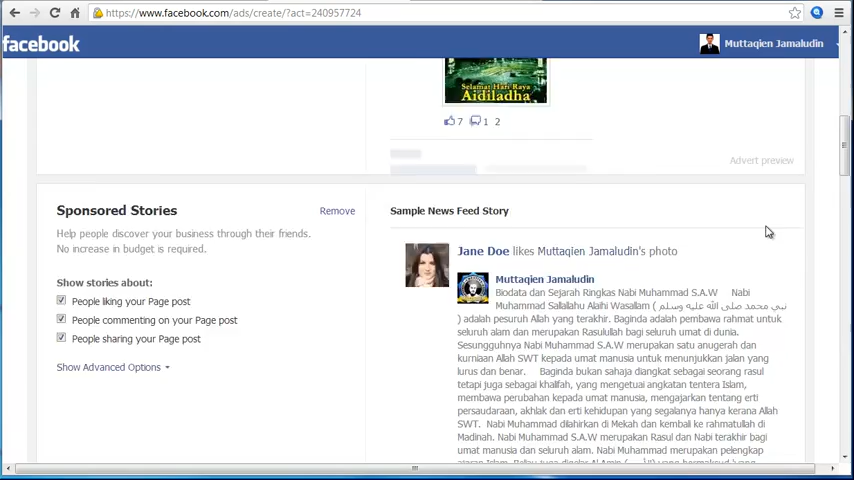 https://www.facebook.com/ads/create/?act=240957724
facebook
Muttaqien Jamaludin
Selamat Hari Raya
Aidiladha
7 1 2
Advert preview
Sponsored Stories
Remove
Help people discover your business through their friends.
No increase in budget is required.
Show stories about:
People liking your Page post
People commenting on your Page post
People sharing your Page post
Show Advanced Options
Sample News Feed Story
Jane Doe likes Muttaqien Jamaludin's photo
Muttaqien Jamaludin
Biodata dan Sejarah Ringkas Nabi Muhammad S.A.W Nabi
Muhammad Sallallahu Alaihi Wasallam ( نبي محمد صلى الله عليه وسلم
) adalah pesuruh Allah yang terakhir. Baginda adalah pembawa rahmat untuk
seluruh alam dan merupakan Rasulullah bagi seluruh umat di dunia.
Sesungguhnya Nabi Muhammad S.A.W merupakan satu anugerah dan
kurniaan Allah SWT kepada umat manusia untuk menunjukkan jalan yang
lurus dan benar. Baginda bukan sahaja diangkat sebagai seorang rasul
tetapi juga sebagai khalifah, yang mengetuai angkatan tentera Islam,
membawa perubahan kepada umat manusia, mengajarkan tentang erti
persaudaraan, akhlak dan erti kehidupan yang segalanya hanya kerana Allah
SWT. Nabi Muhammad dilahirkan di Mekah dan kembali ke rahmatullah di
Madinah. Nabi Muhammad S.A.W merupakan Rasul dan Nabi terakhir bagi
umat manusia seluruh alam. Nabi Muhammad S.A.W merupakan pelengkap